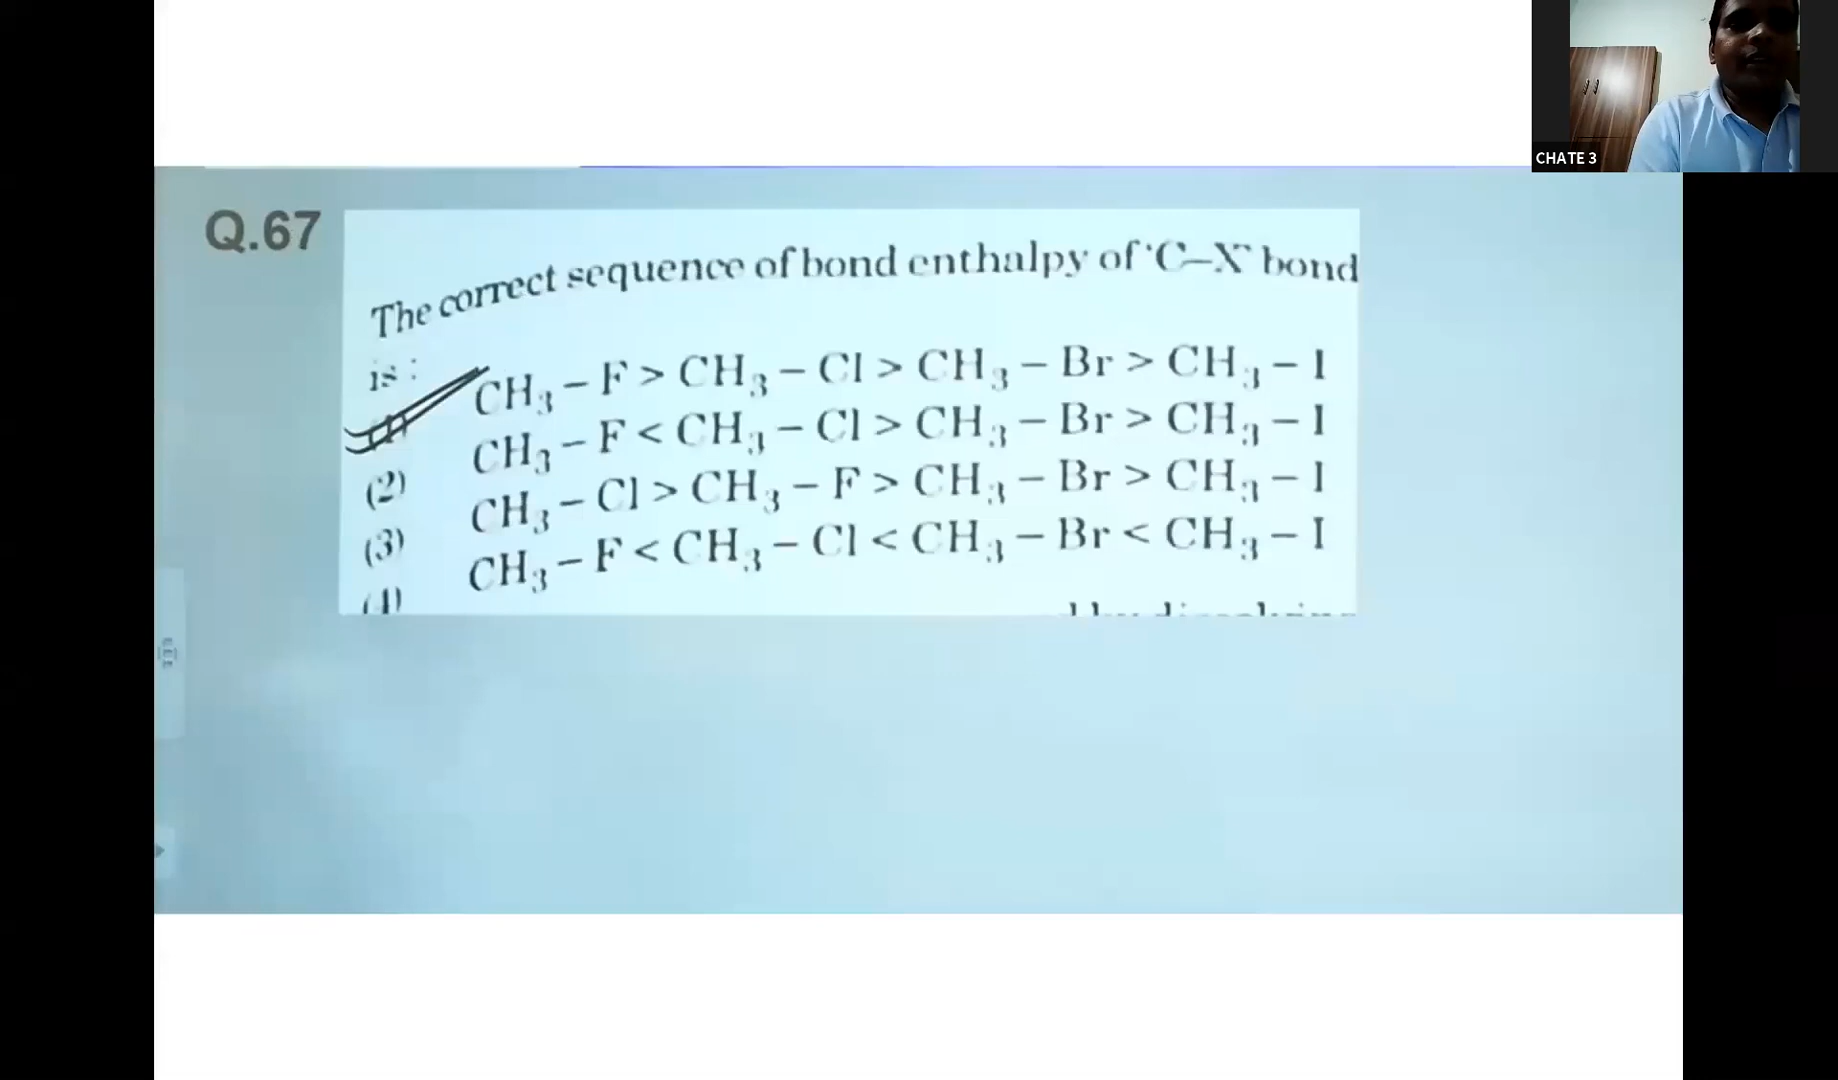 CHATE 3
Q.67
The correct sequence of bond enthalpy of 'C–X' bond
is :
CH₃ – F > CH₃ – Cl > CH₃ – Br > CH₃ – I
(2) CH₃ – F < CH₃ – Cl > CH₃ – Br > CH₃ – I
(3) CH₃ – Cl > CH₃ – F > CH₃ – Br > CH₃ – I
(4) CH₃ – F < CH₃ – Cl < CH₃ – Br < CH₃ – I